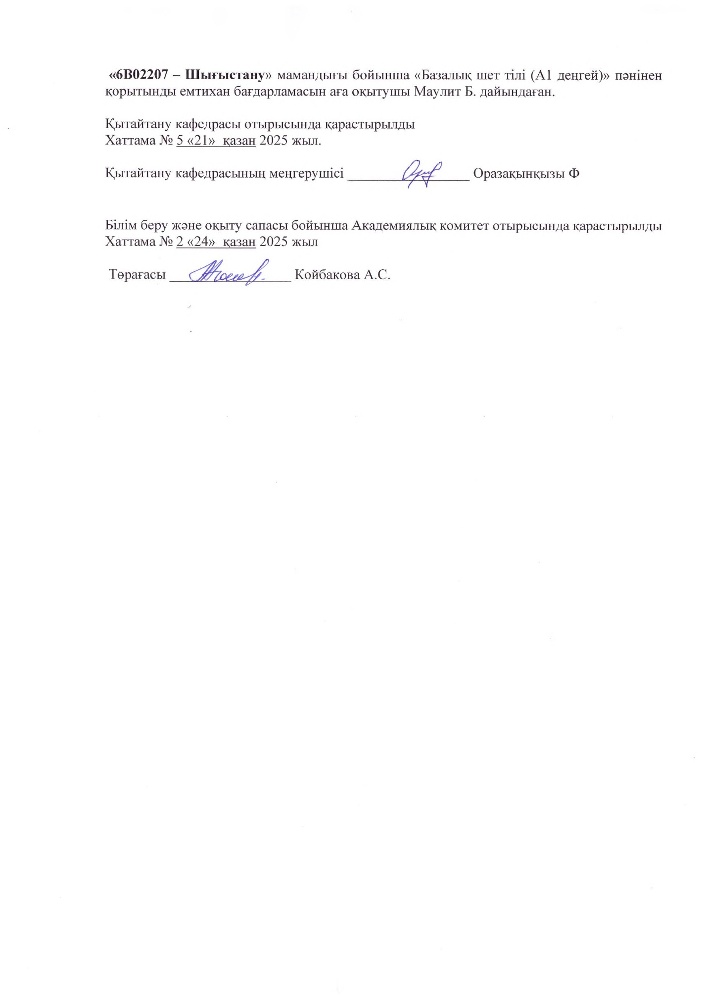 «6В02207 – Шығыстану» мамандығы бойынша «Базалық шет тілі (А1 деңгей)» пәнінен
қорытынды емтихан бағдарламасын аға оқытушы Маулит Б. дайындаған.
Қытайтану кафедрасы отырысында қарастырылды
Хаттама № 5 «21» қазан 2025 жыл.
Қытайтану кафедрасының меңгерушісі __________________ Оразақынқызы Ф
Білім беру және оқыту сапасы бойынша Академиялық комитет отырысында қарастырылды
Хаттама № 2 «24» қазан 2025 жыл
Төрағасы __________________ Койбакова А.С.